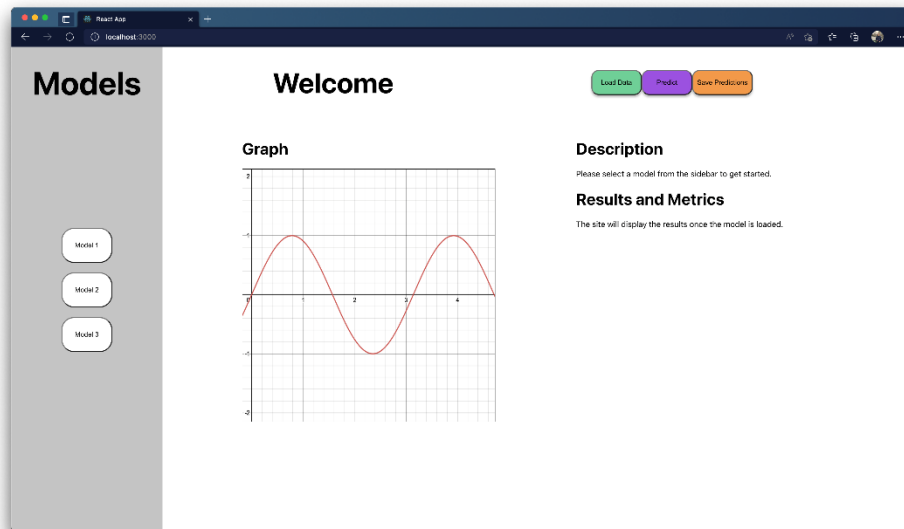 React App
localhost:3000
Models
Welcome
Load Data
Predict
Save Predictions
Graph
Description
Please select a model from the sidebar to get started.
Results and Metrics
The site will display the results once the model is loaded.
Model 1
Model 2
Model 3
2
1
0
1
2
3
4
-1
-2